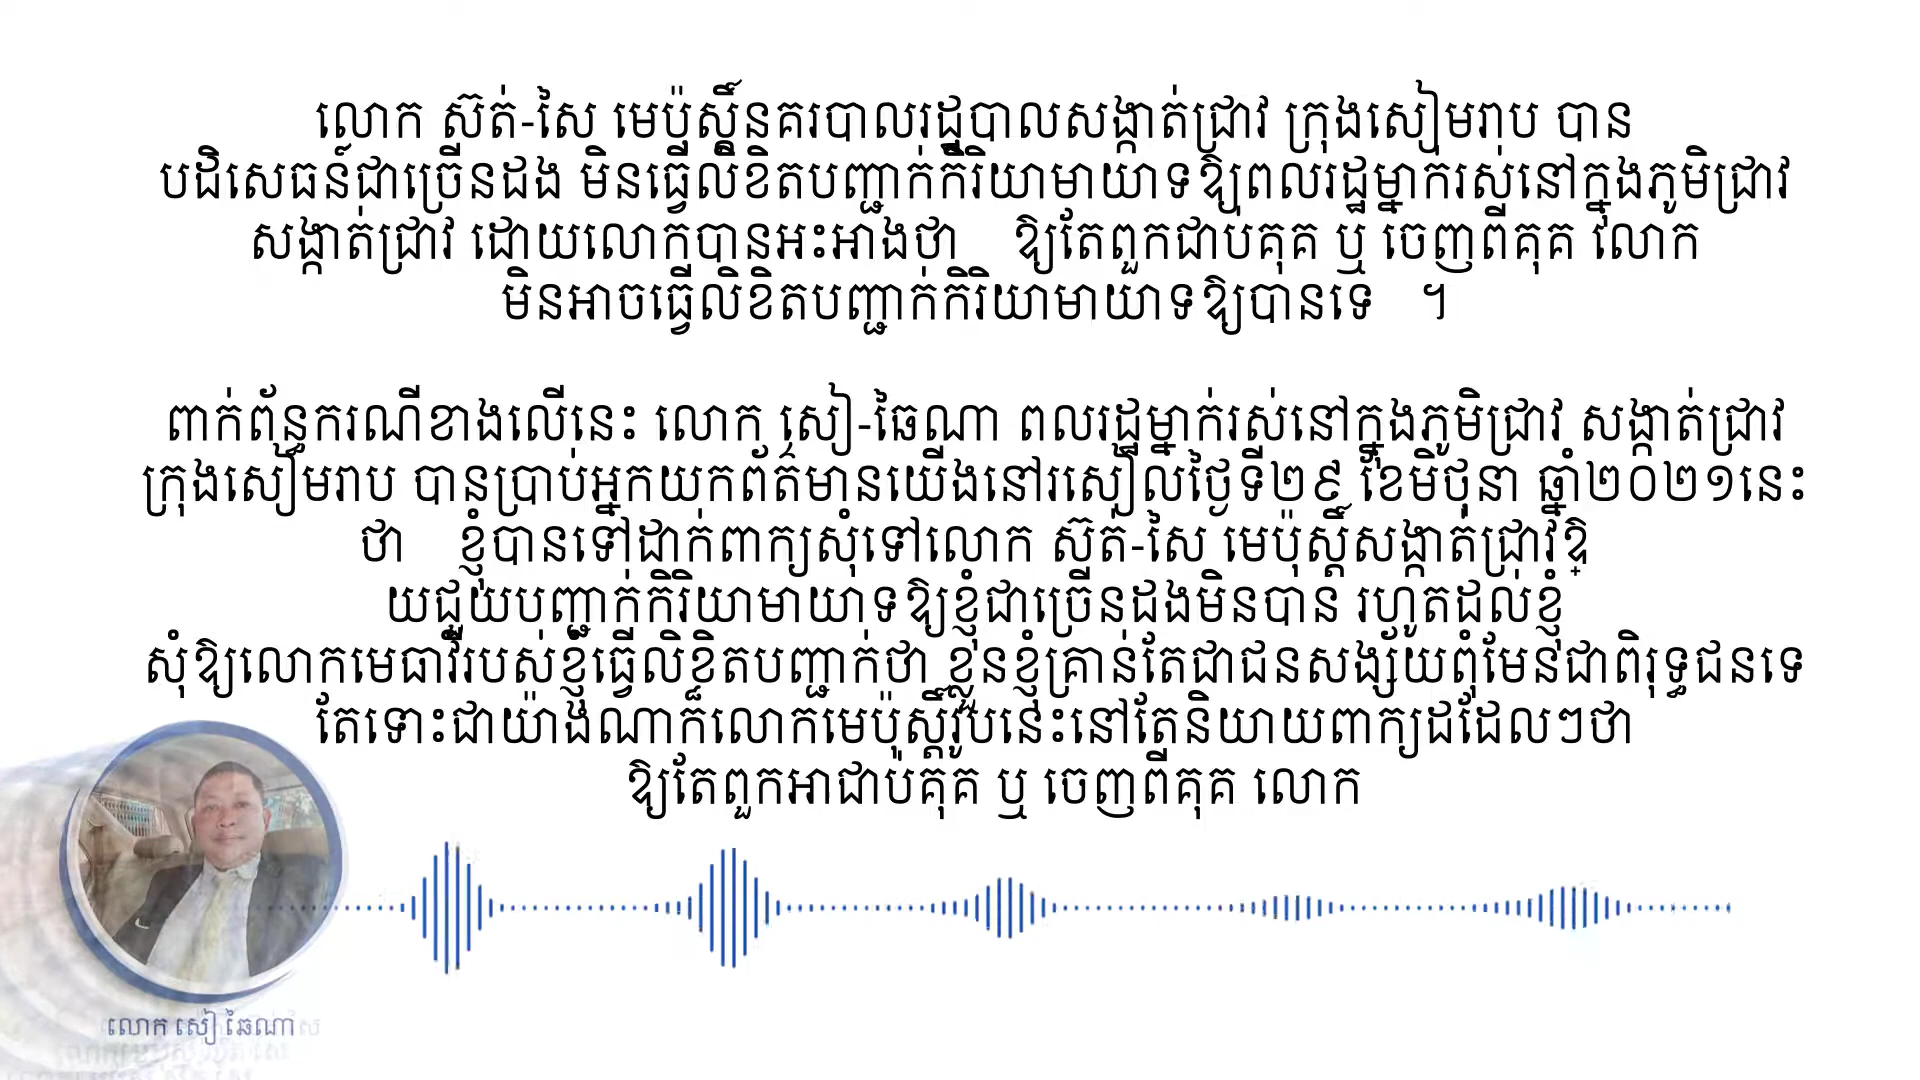 លោក ស៊ត់-សៃ មេប៉ុស្តិ៍នគរបាលរដ្ឋបាលសង្កាត់ជ្រាវ ក្រុងសៀមរាប បាន
បដិសេធន៍ជាច្រើនដង មិនធ្វើលិខិតបញ្ជាក់កិរិយាមាយាទឱ្យពលរដ្ឋម្នាក់រស់នៅក្នុងភូមិជ្រាវ
សង្កាត់ជ្រាវ ដោយលោកបានអះអាងថា ឱ្យតែពួកជាប់គុគ ឬ ចេញពីគុគ លោក
មិនអាចធ្វើលិខិតបញ្ជាក់កិរិយាមាយាទឱ្យបានទេ ។
ពាក់ព័ន្ធករណីខាងលើនេះ លោក សៀ-ឆៃណា ពលរដ្ឋម្នាក់រស់នៅក្នុងភូមិជ្រាវ សង្កាត់ជ្រាវ
ក្រុងសៀមរាប បានប្រាប់អ្នកយកព័ត៌មានយើងនៅរសៀលថ្ងៃទី២៩ ខែមិថុនា ឆ្នាំ២០២១នេះ
ថា ខ្ញុំបានទៅដាក់ពាក្យសុំទៅលោក ស៊ត់-សៃ មេប៉ុស្តិ៍សង្កាត់ជ្រាវឱ្
យជួយបញ្ជាក់កិរិយាមាយាទឱ្យខ្ញុំជាច្រើនដងមិនបាន រហូតដល់ខ្ញុំ
សុំឱ្យលោកមេធាវីរបស់ខ្ញុំធ្វើលិខិតបញ្ជាក់ថា ខ្លួនខ្ញុំគ្រាន់តែជាជនសង្ស័យពុំមែនជាពិរុទ្ធជនទេ
តែទោះជាយ៉ាងណាក៏លោកមេប៉ុស្តិ៍រូបនេះនៅតែនិយាយពាក្យដដែលៗថា
ឱ្យតែពួកអាជាប់គុគ ឬ ចេញពីគុគ លោក
លោក សៀ ឆៃណា